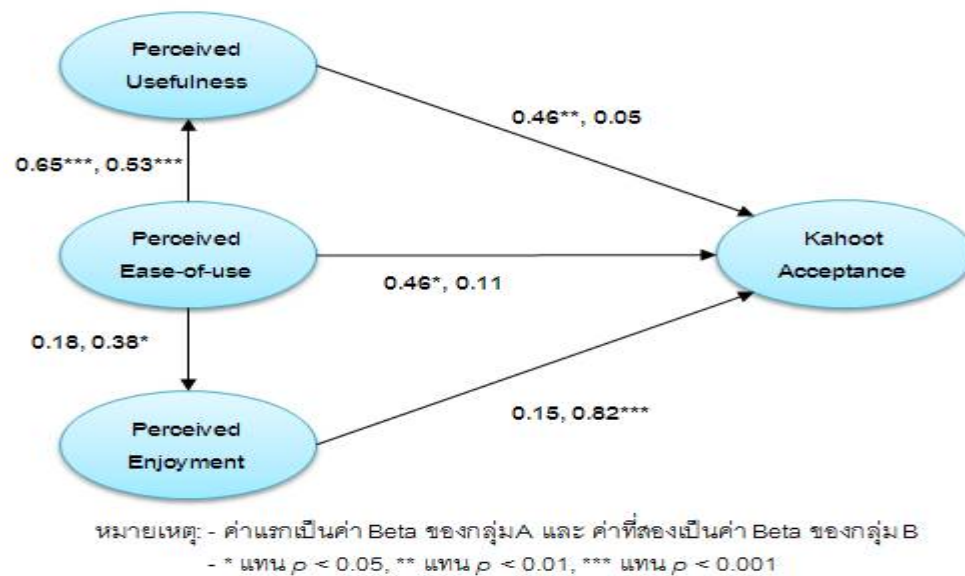 Perceived
Usefulness
0.46**, 0.05
0.65***, 0.53***
Perceived
Ease-of-use
Kahoot
Acceptance
0.46*, 0.11
0.18, 0.38*
0.15, 0.82***
Perceived
Enjoyment
หมายเหตุ: - ค่าแรกเป็นค่า Beta ของกลุ่มA และ ค่าที่สองเป็นค่า Beta ของกลุ่ม B
- * แทน p < 0.05, ** แทน p < 0.01, *** แทน p < 0.001